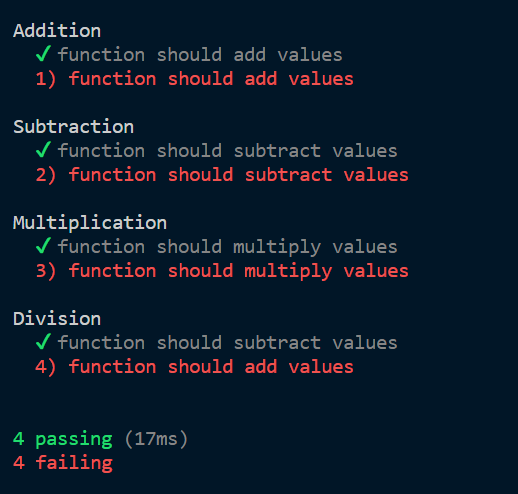 Addition
✓ function should add values
1) function should add values
Subtraction
✓ function should subtract values
2) function should subtract values
Multiplication
✓ function should multiply values
3) function should multiply values
Division
✓ function should subtract values
4) function should add values
4 passing (17ms)
4 failing